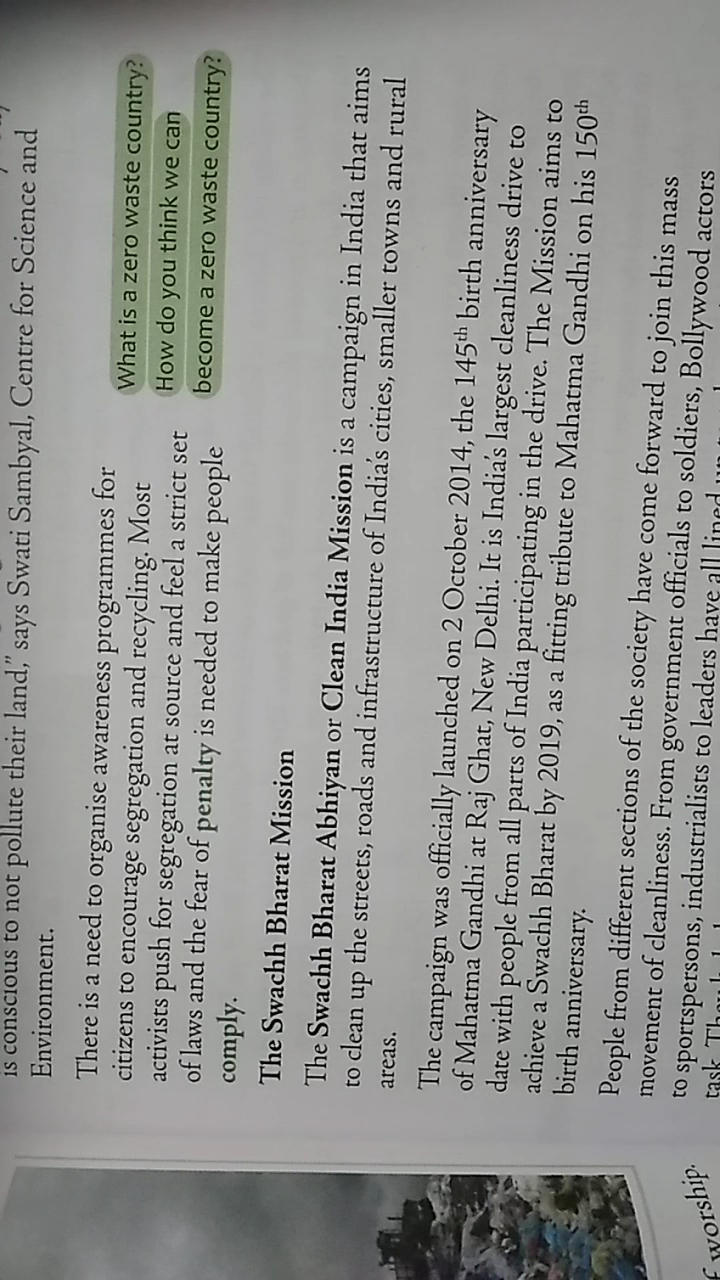 is conscious to not pollute their land,” says Swati Sambyal, Centre for Science and
Environment.
There is a need to organise awareness programmes for
citizens to encourage segregation and recycling. Most
activists push for segregation at source and feel a strict set
of laws and the fear of penalty is needed to make people
comply.
What is a zero waste country?
How do you think we can
become a zero waste country?
The Swachh Bharat Mission
The Swachh Bharat Abhiyan or Clean India Mission is a campaign in India that aims
to clean up the streets, roads and infrastructure of India's cities, smaller towns and rural
areas.
The campaign was officially launched on 2 October 2014, the 145th birth anniversary
of Mahatma Gandhi at Raj Ghat, New Delhi. It is India's largest cleanliness drive to
date with people from all parts of India participating in the drive. The Mission aims to
achieve a Swachh Bharat by 2019, as a fitting tribute to Mahatma Gandhi on his 150th
birth anniversary.
People from different sections of the society have come forward to join this mass
movement of cleanliness. From government officials to soldiers, Bollywood actors
to sportspersons, industrialists to leaders have all lined up
task.
worship.